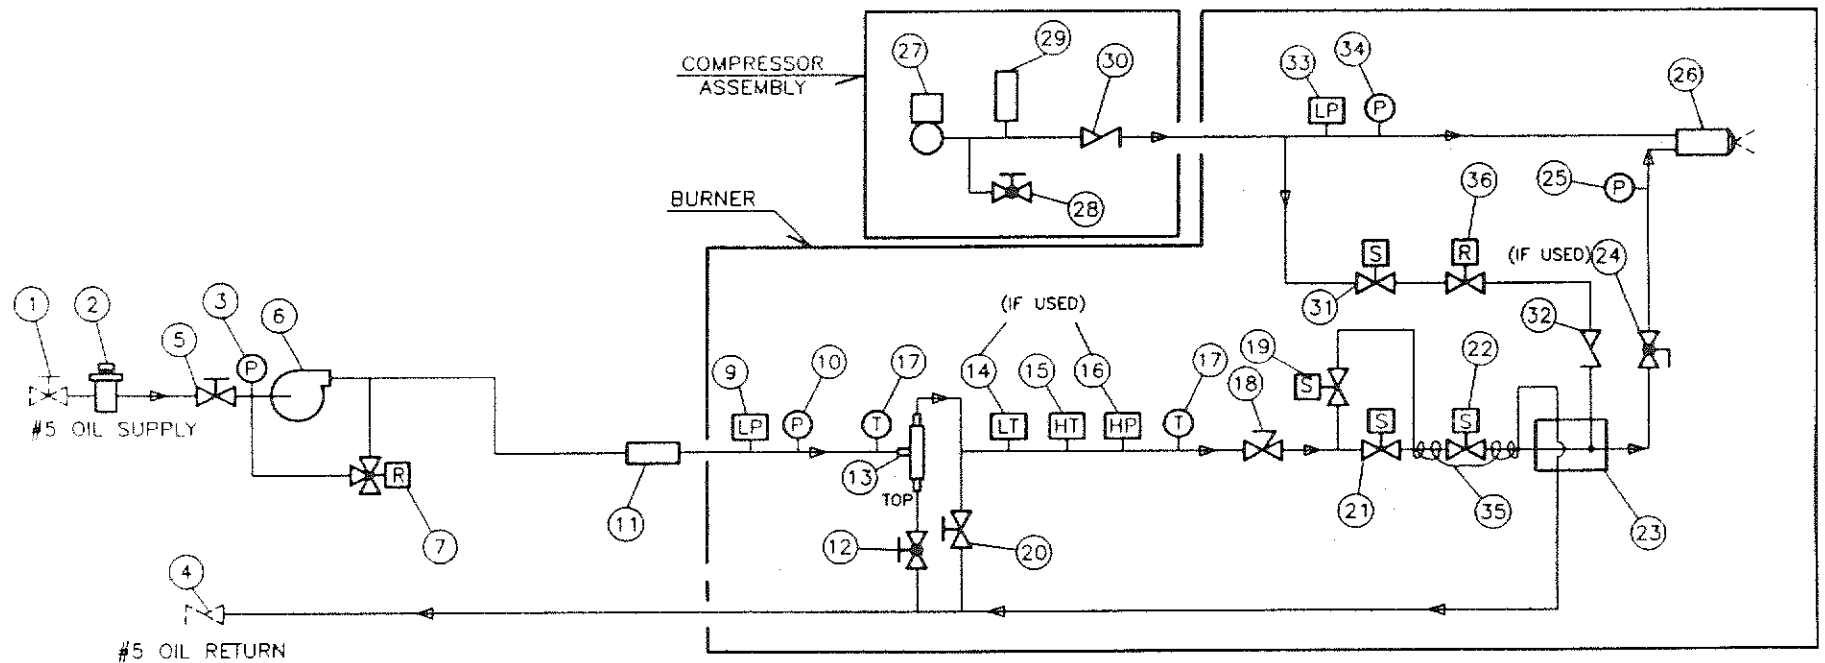 COMPRESSOR
ASSEMBLY
27
29
30
33
34
26
LP
P
28
25
P
36
BURNER
S
R
(IF USED)
24
31
32
1
2
3
5
6
(IF USED)
9
10
17
14
15
16
17
19
18
22
P
S
#5 OIL SUPPLY
LP
P
T
LT
HT
HP
T
S
S
13
TOP
R
11
21
35
23
7
12
20
4
#5 OIL RETURN